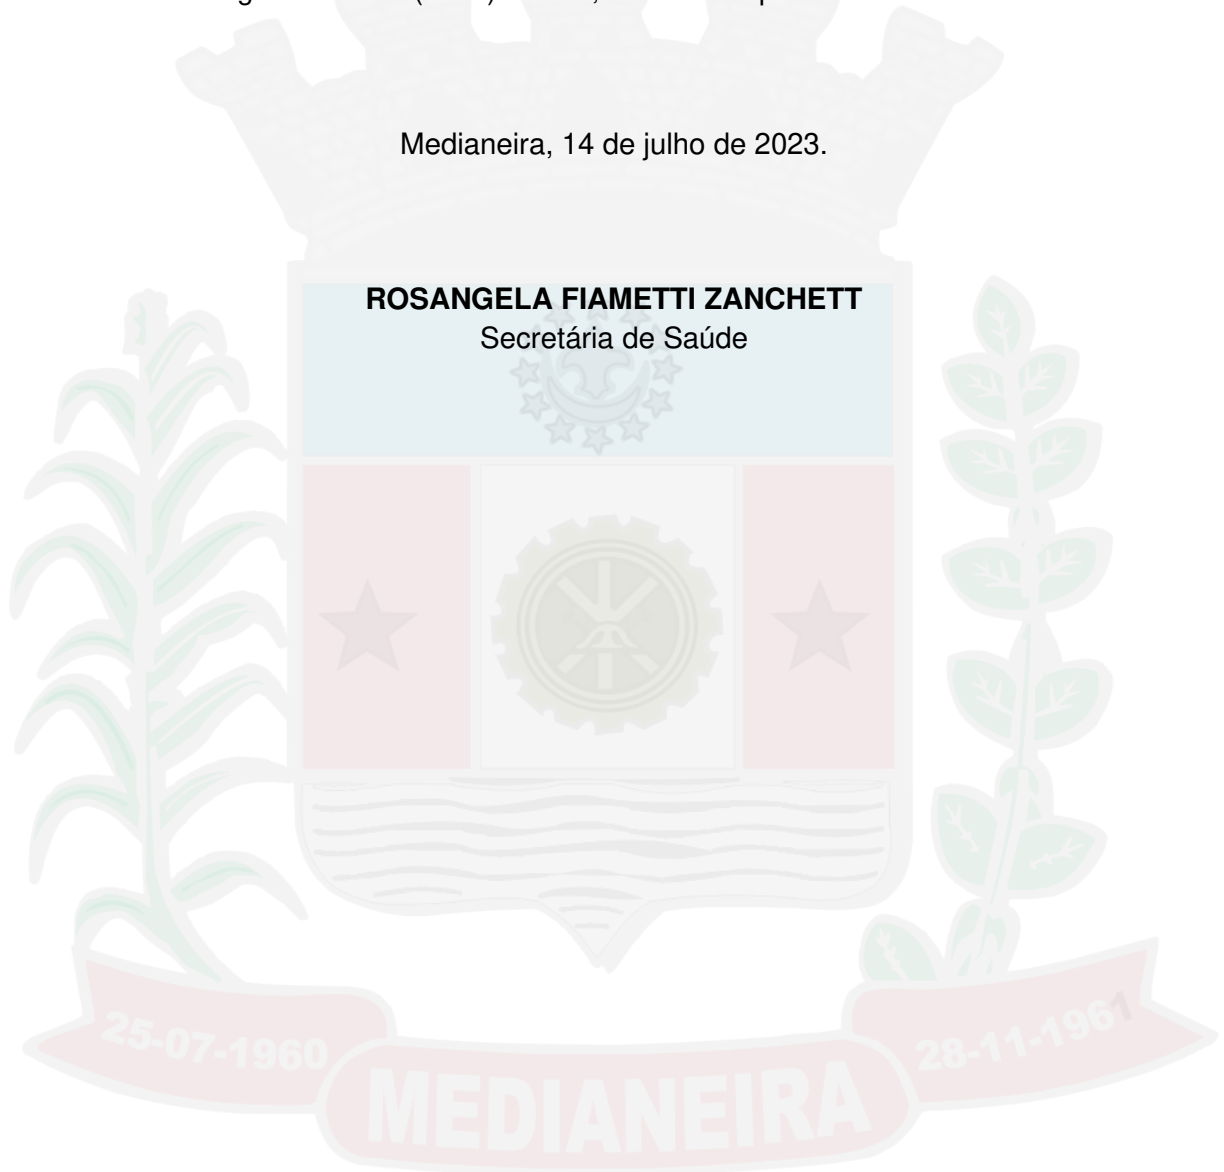 Medianeira, 14 de julho de 2023.
ROSANGELA FIAMETTI ZANCHETT
Secretária de Saúde
25-07-1960
28-11-1961
MEDIANEIRA